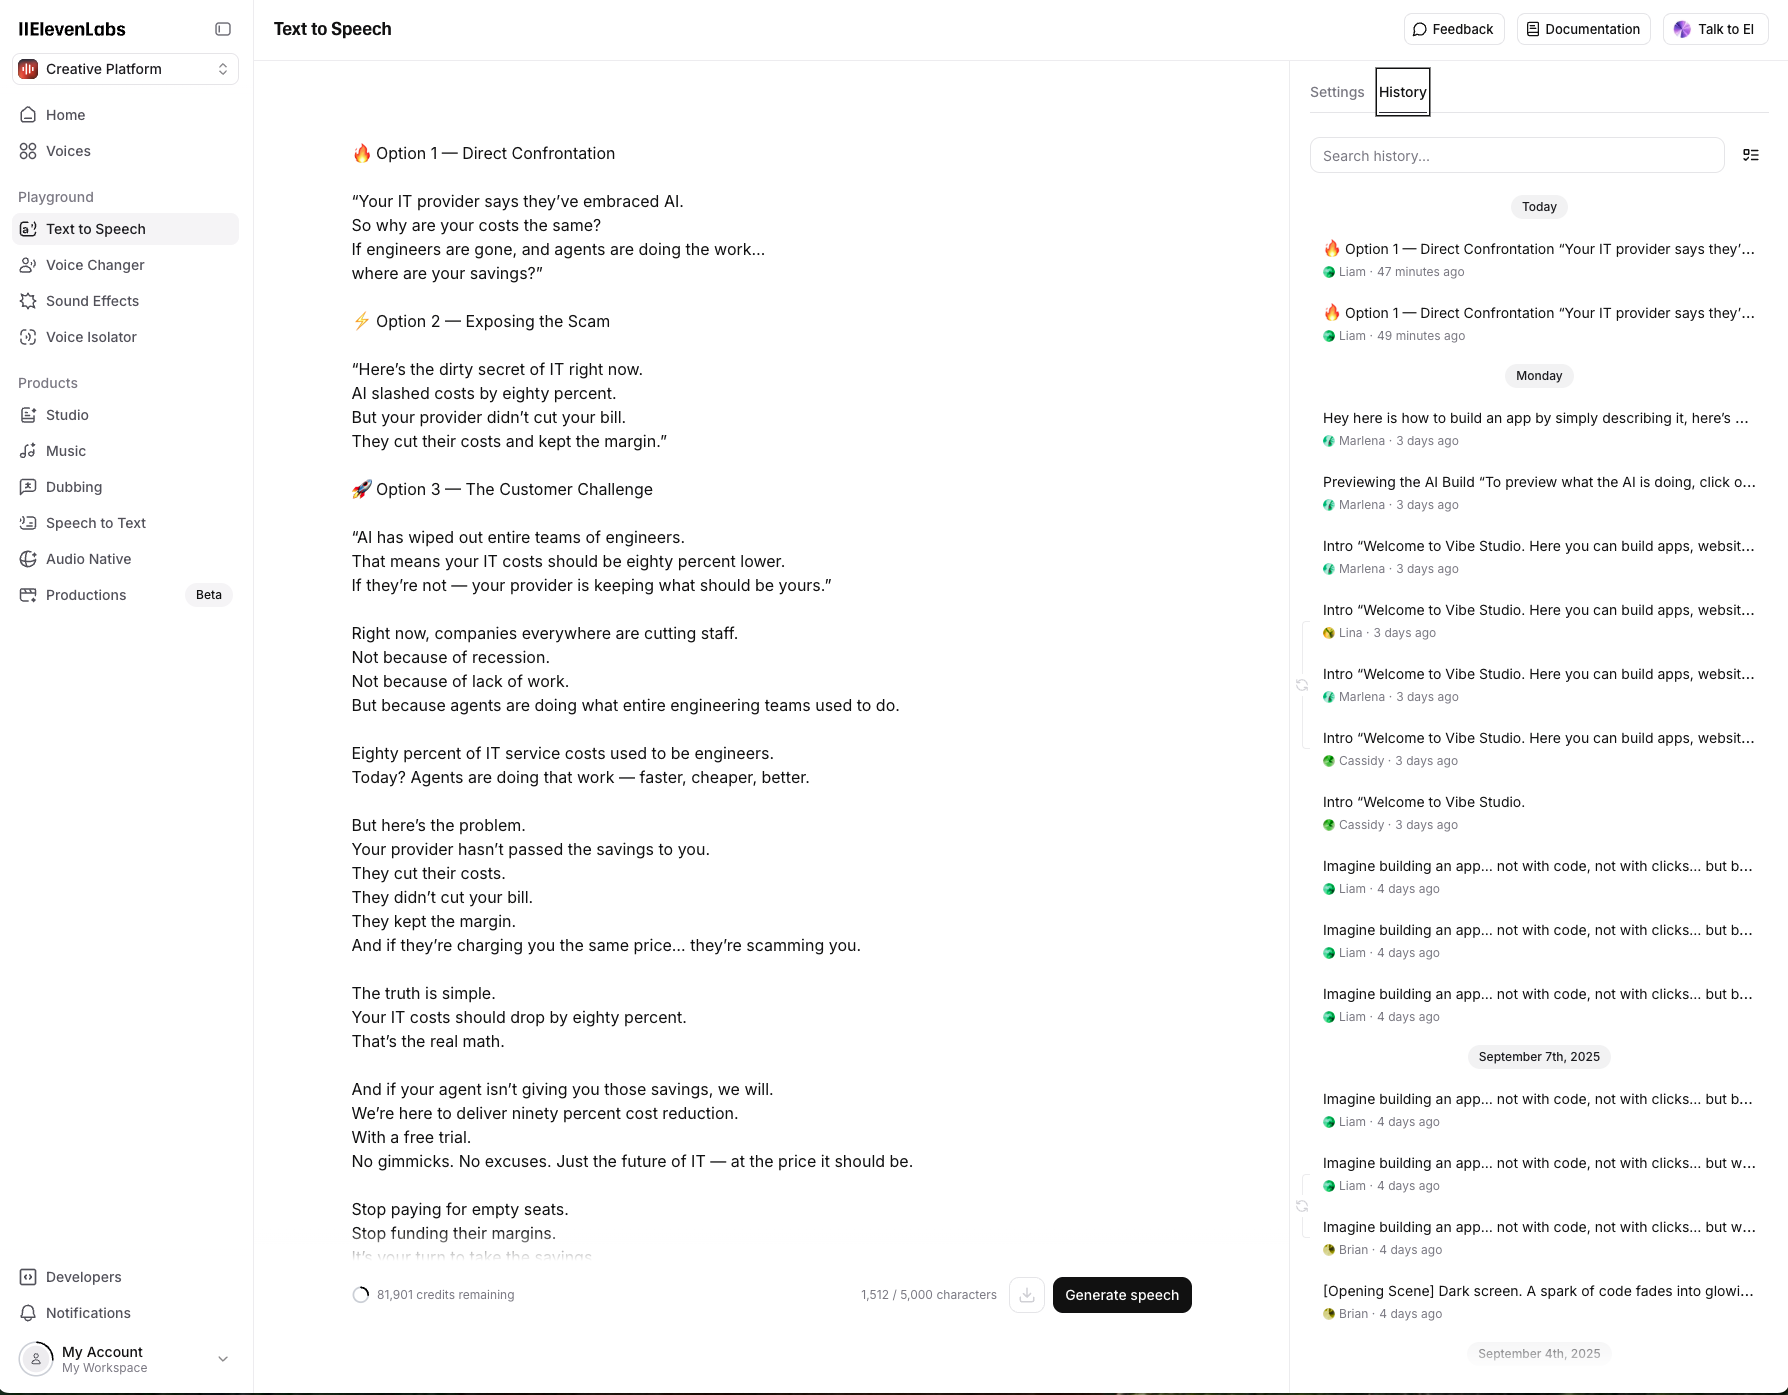 IIElevenLabs
Creative Platform
Home
Voices
Playground
Text to Speech
Voice Changer
Sound Effects
Voice Isolator
Products
Studio
Music
Dubbing
Speech to Text
Audio Native
Productions
Beta
Developers
Notifications
My Account
My Workspace
Text to Speech
Feedback
Documentation
Talk to El
🔥 Option 1 — Direct Confrontation
“Your IT provider says they’ve embraced AI.
So why are your costs the same?
If engineers are gone, and agents are doing the work…
where are your savings?”
⚡ Option 2 — Exposing the Scam
“Here’s the dirty secret of IT right now.
AI slashed costs by eighty percent.
But your provider didn’t cut your bill.
They cut their costs and kept the margin.”
🚀 Option 3 — The Customer Challenge
“AI has wiped out entire teams of engineers.
That means your IT costs should be eighty percent lower.
If they’re not — your provider is keeping what should be yours.”
Right now, companies everywhere are cutting staff.
Not because of recession.
Not because of lack of work.
But because agents are doing what entire engineering teams used to do.
Eighty percent of IT service costs used to be engineers.
Today? Agents are doing that work — faster, cheaper, better.
But here’s the problem.
Your provider hasn’t passed the savings to you.
They cut their costs.
They didn’t cut your bill.
They kept the margin.
And if they’re charging you the same price… they’re scamming you.
The truth is simple.
Your IT costs should drop by eighty percent.
That’s the real math.
And if your agent isn’t giving you those savings, we will.
We’re here to deliver ninety percent cost reduction.
With a free trial.
No gimmicks. No excuses. Just the future of IT — at the price it should be.
Stop paying for empty seats.
Stop funding their margins.
It’s your turn to take the savings
81,901 credits remaining
1,512 / 5,000 characters
Generate speech
Settings
History
Search history...
Today
🔥 Option 1 — Direct Confrontation “Your IT provider says they’...
Liam · 47 minutes ago
🔥 Option 1 — Direct Confrontation “Your IT provider says they’...
Liam · 49 minutes ago
Monday
Hey here is how to build an app by simply describing it, here’s ...
Marlena · 3 days ago
Previewing the AI Build “To preview what the AI is doing, click o...
Marlena · 3 days ago
Intro “Welcome to Vibe Studio. Here you can build apps, websit...
Marlena · 3 days ago
Intro “Welcome to Vibe Studio. Here you can build apps, websit...
Lina · 3 days ago
Intro “Welcome to Vibe Studio. Here you can build apps, websit...
Marlena · 3 days ago
Intro “Welcome to Vibe Studio. Here you can build apps, websit...
Cassidy · 3 days ago
Intro “Welcome to Vibe Studio.
Cassidy · 3 days ago
Imagine building an app… not with code, not with clicks… but b...
Liam · 4 days ago
Imagine building an app… not with code, not with clicks… but b...
Liam · 4 days ago
Imagine building an app… not with code, not with clicks… but b...
Liam · 4 days ago
September 7th, 2025
Imagine building an app… not with code, not with clicks… but b...
Liam · 4 days ago
Imagine building an app… not with code, not with clicks… but w...
Liam · 4 days ago
Imagine building an app… not with code, not with clicks… but w...
Brian · 4 days ago
[Opening Scene] Dark screen. A spark of code fades into glowi...
Brian · 4 days ago
September 4th, 2025